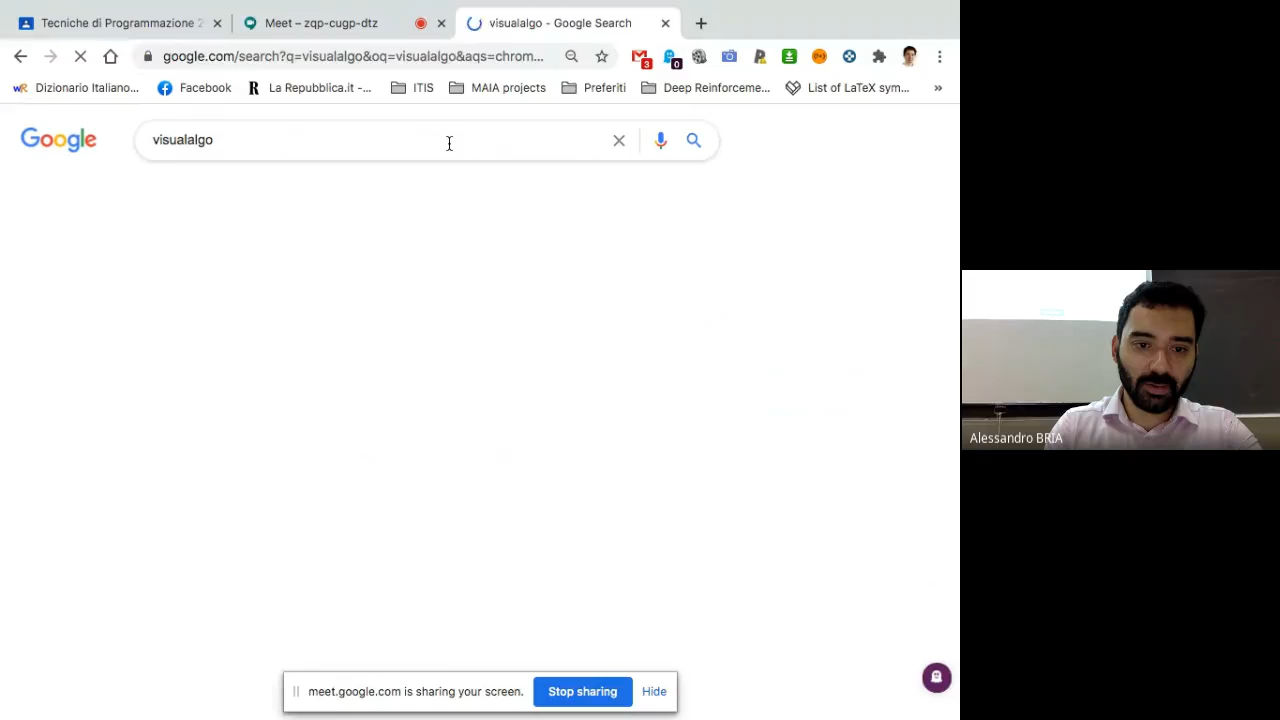 Tecniche di Programmazione 2
Meet – zqp-cugp-dtz
visualalgo - Google Search
google.com/search?q=visualalgo&oq=visualalgo&aqs=chrom...
3
0
Dizionario Italiano...
Facebook
R
La Repubblica.it -...
ITIS
MAIA projects
Preferiti
Deep Reinforceme...
List of LaTeX sym...
»
Google
visualalgo
Alessandro BRIA
meet.google.com is sharing your screen.
Stop sharing
Hide